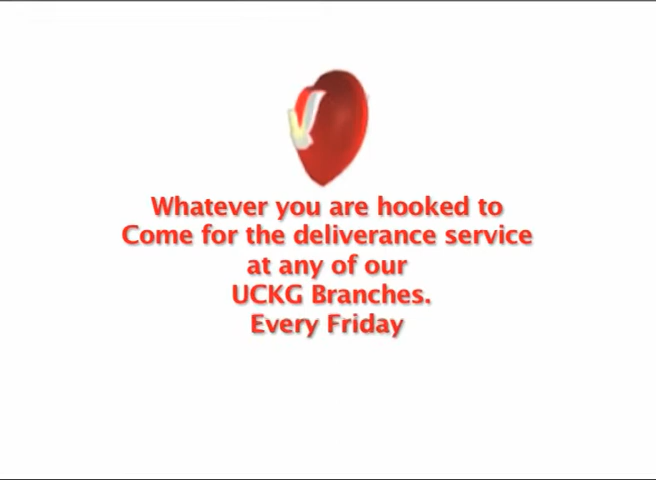 Whatever you are hooked to
Come for the deliverance service
at any of our
UCKG Branches.
Every Friday